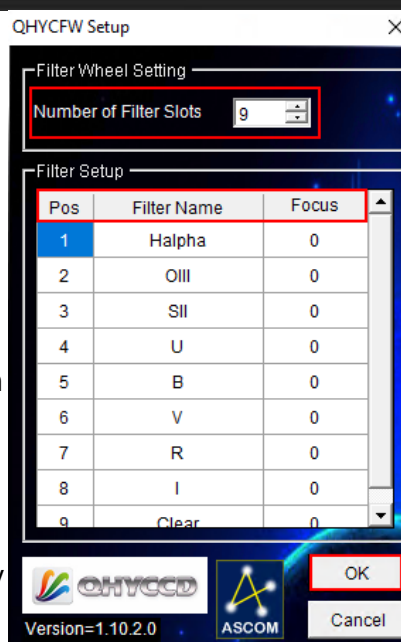 QHYCFW Setup
Filter Wheel Setting
Number of Filter Slots 9
Filter Setup
Pos Filter Name Focus
1 Halpha 0
2 OIII 0
3 SII 0
4 U 0
5 B 0
6 V 0
7 R 0
8 I 0
9 Clear 0
QHYCCD
ASCOM
OK
Version=1.10.2.0
Cancel